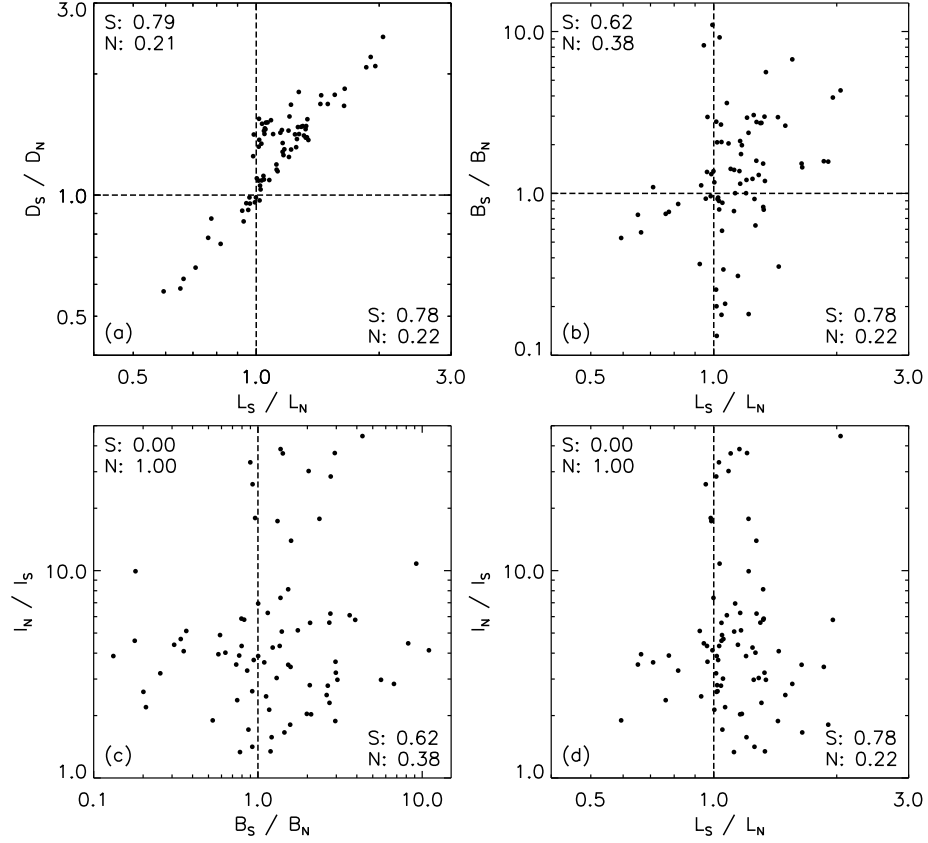 3.0
S: 0.79
N: 0.21
D_S / D_N
1.0
0.5
(a)
S: 0.78
N: 0.22
0.5
1.0
3.0
L_S / L_N
10.0
S: 0.62
N: 0.38
B_S / B_N
1.0
0.1
(b)
S: 0.78
N: 0.22
0.5
1.0
3.0
L_S / L_N
S: 0.00
N: 1.00
I_N / I_S
10.0
1.0
(c)
S: 0.62
N: 0.38
0.1
1.0
10.0
B_S / B_N
S: 0.00
N: 1.00
I_N / I_S
10.0
1.0
(d)
S: 0.78
N: 0.22
0.5
1.0
3.0
L_S / L_N